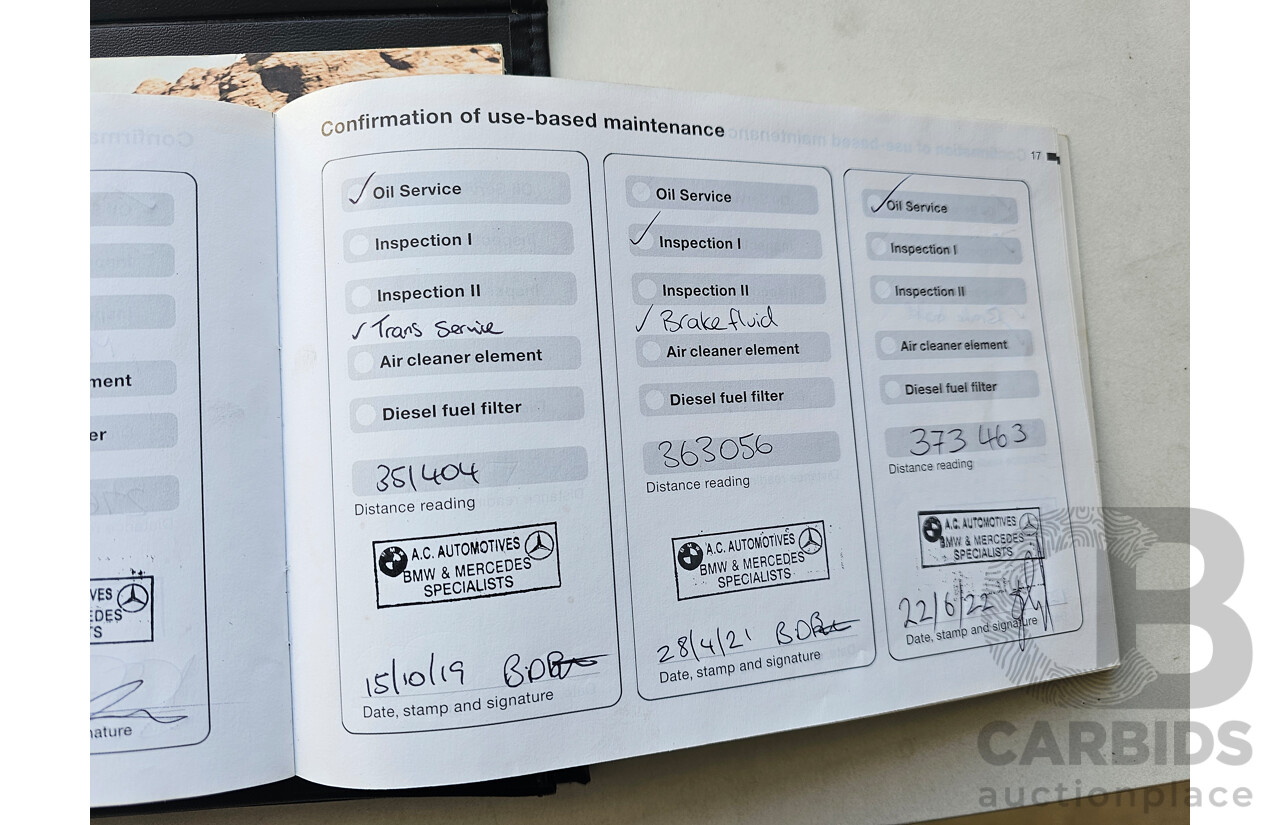 Confirmation of use-based maintenance
17
Oil Service
Inspection I
Inspection II
✓ Trans Service
Air cleaner element
Diesel fuel filter
351404
Distance reading
A.C. AUTOMOTIVES
BMW & MERCEDES
SPECIALISTS
15/10/19
Date, stamp and signature
Oil Service
Inspection I
Inspection II
✓ Brake fluid
Air cleaner element
Diesel fuel filter
363056
Distance reading
A.C. AUTOMOTIVES
BMW & MERCEDES
SPECIALISTS
28/4/21
Date, stamp and signature
Oil Service
Inspection I
Inspection II
Air cleaner element
Diesel fuel filter
373463
Distance reading
A.C. AUTOMOTIVES
BMW & MERCEDES
SPECIALISTS
22/6/22
Date, stamp and signature
ment
er
VES
EDES
TS
nature
CARBIDS
auctionplace